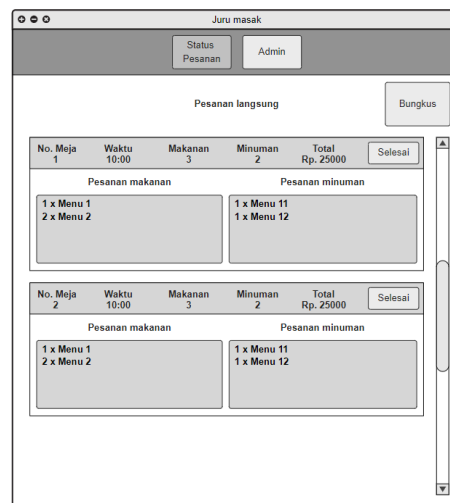 Juru masak
Status
Pesanan
Admin
Pesanan langsung
Bungkus
No. Meja Waktu Makanan Minuman Total
1 10:00 3 2 Rp. 25000
Selesai
Pesanan makanan Pesanan minuman
1 x Menu 1 1 x Menu 11
2 x Menu 2 1 x Menu 12
No. Meja Waktu Makanan Minuman Total
2 10:00 3 2 Rp. 25000
Selesai
Pesanan makanan Pesanan minuman
1 x Menu 1 1 x Menu 11
2 x Menu 2 1 x Menu 12